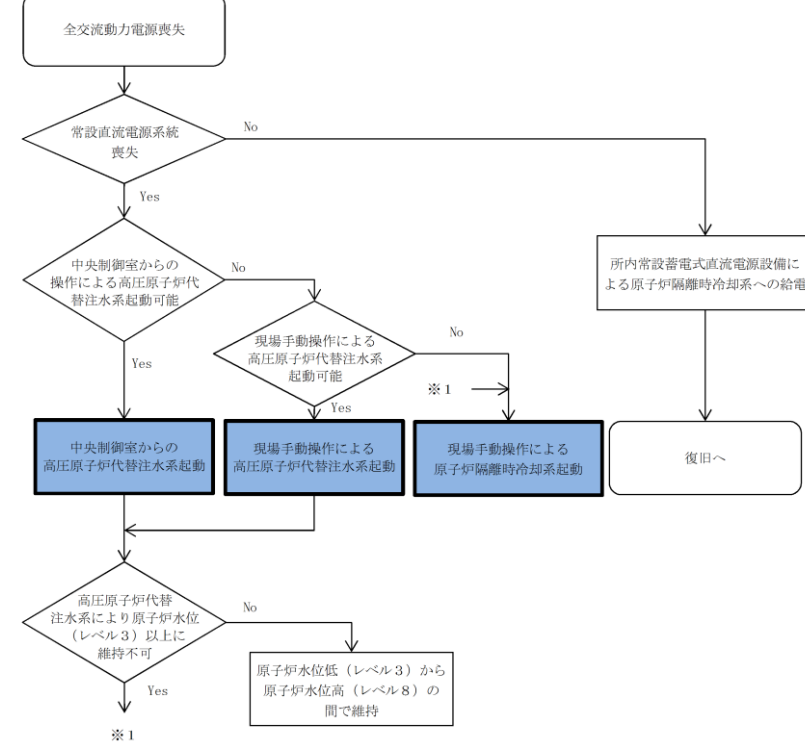 全交流動力電源喪失
常設直流電源系統
喪失
No
Yes
中央制御室からの
操作による高圧原子炉代
替注水系起動可能
No
所内常設蓄電式直流電源設備に
よる原子炉隔離時冷却系への給電
Yes
現場手動操作による
高圧原子炉代替注水系
起動可能
No
※1
Yes
中央制御室からの
高圧原子炉代替注水系起動
現場手動操作による
高圧原子炉代替注水系起動
現場手動操作による
原子炉隔離時冷却系起動
復旧へ
高圧原子炉代替
注水系により原子炉水位
(レベル3)以上に
維持不可
No
Yes
原子炉水位低(レベル3)から
原子炉水位高(レベル8)の
間で維持
※1